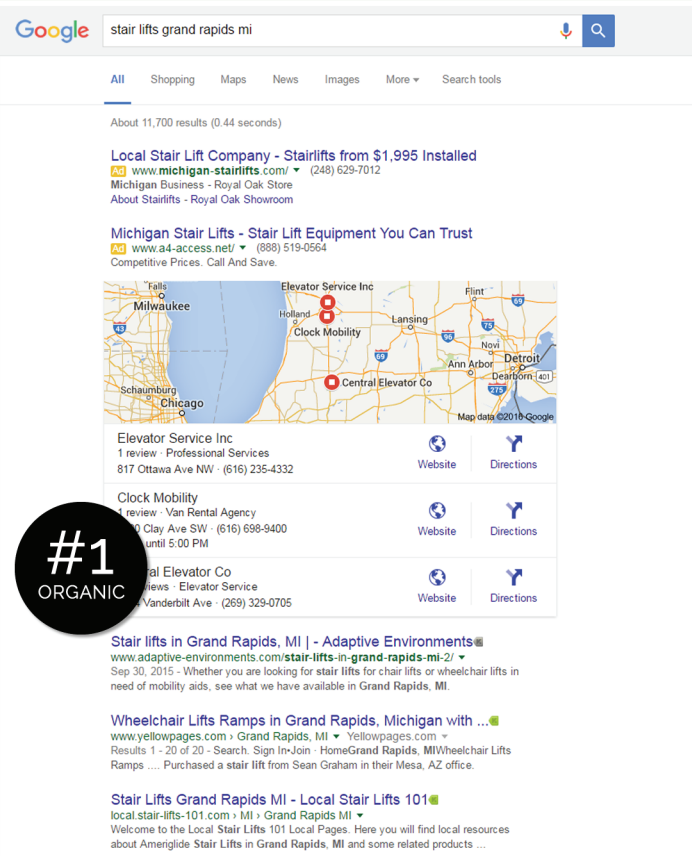 Google
stair lifts grand rapids mi
All Shopping Maps News Images More Search tools
About 11,700 results (0.44 seconds)
Local Stair Lift Company - Stairlifts from $1,995 Installed
Ad www.michigan-stairlifts.com/ (248) 629-7012
Michigan Business - Royal Oak Store
About Stairlifts - Royal Oak Showroom
Michigan Stair Lifts - Stair Lift Equipment You Can Trust
Ad www.a4-access.net/ (888) 519-0564
Competitive Prices. Call And Save.
Falls
Milwaukee
43
Schaumburg
Chicago
Elevator Service Inc
Holland
Clock Mobility
Lansing
Flint
69
75
96
69
Novi
Ann Arbor
Detroit
Dearborn
401
275
Central Elevator Co
Map data ©2016 Google
Elevator Service Inc
1 review · Professional Services
817 Ottawa Ave NW · (616) 235-4332
Website Directions
Clock Mobility
1 review · Van Rental Agency
Clay Ave SW · (616) 698-9400
until 5:00 PM
Website Directions
#1
ORGANIC
ral Elevator Co
views · Elevator Service
Vanderbilt Ave · (269) 329-0705
Website Directions
Stair lifts in Grand Rapids, MI | - Adaptive Environments
www.adaptive-environments.com/stair-lifts-in-grand-rapids-mi-2/
Sep 30, 2015 - Whether you are looking for stair lifts for chair lifts or wheelchair lifts in
need of mobility aids, see what we have available in Grand Rapids, MI.
Wheelchair Lifts Ramps in Grand Rapids, Michigan with ...
www.yellowpages.com › Grand Rapids, MI Yellowpages.com
Results 1 - 20 of 20 - Search. Sign In•Join · HomeGrand Rapids, MIWheelchair Lifts
Ramps .... Purchased a stair lift from Sean Graham in their Mesa, AZ office.
Stair Lifts Grand Rapids MI - Local Stair Lifts 101
local.stair-lifts-101.com › MI › Grand Rapids MI
Welcome to the Local Stair Lifts 101 Local Pages. Here you will find local resources
about Ameriglide Stair Lifts in Grand Rapids, MI and some related products ...